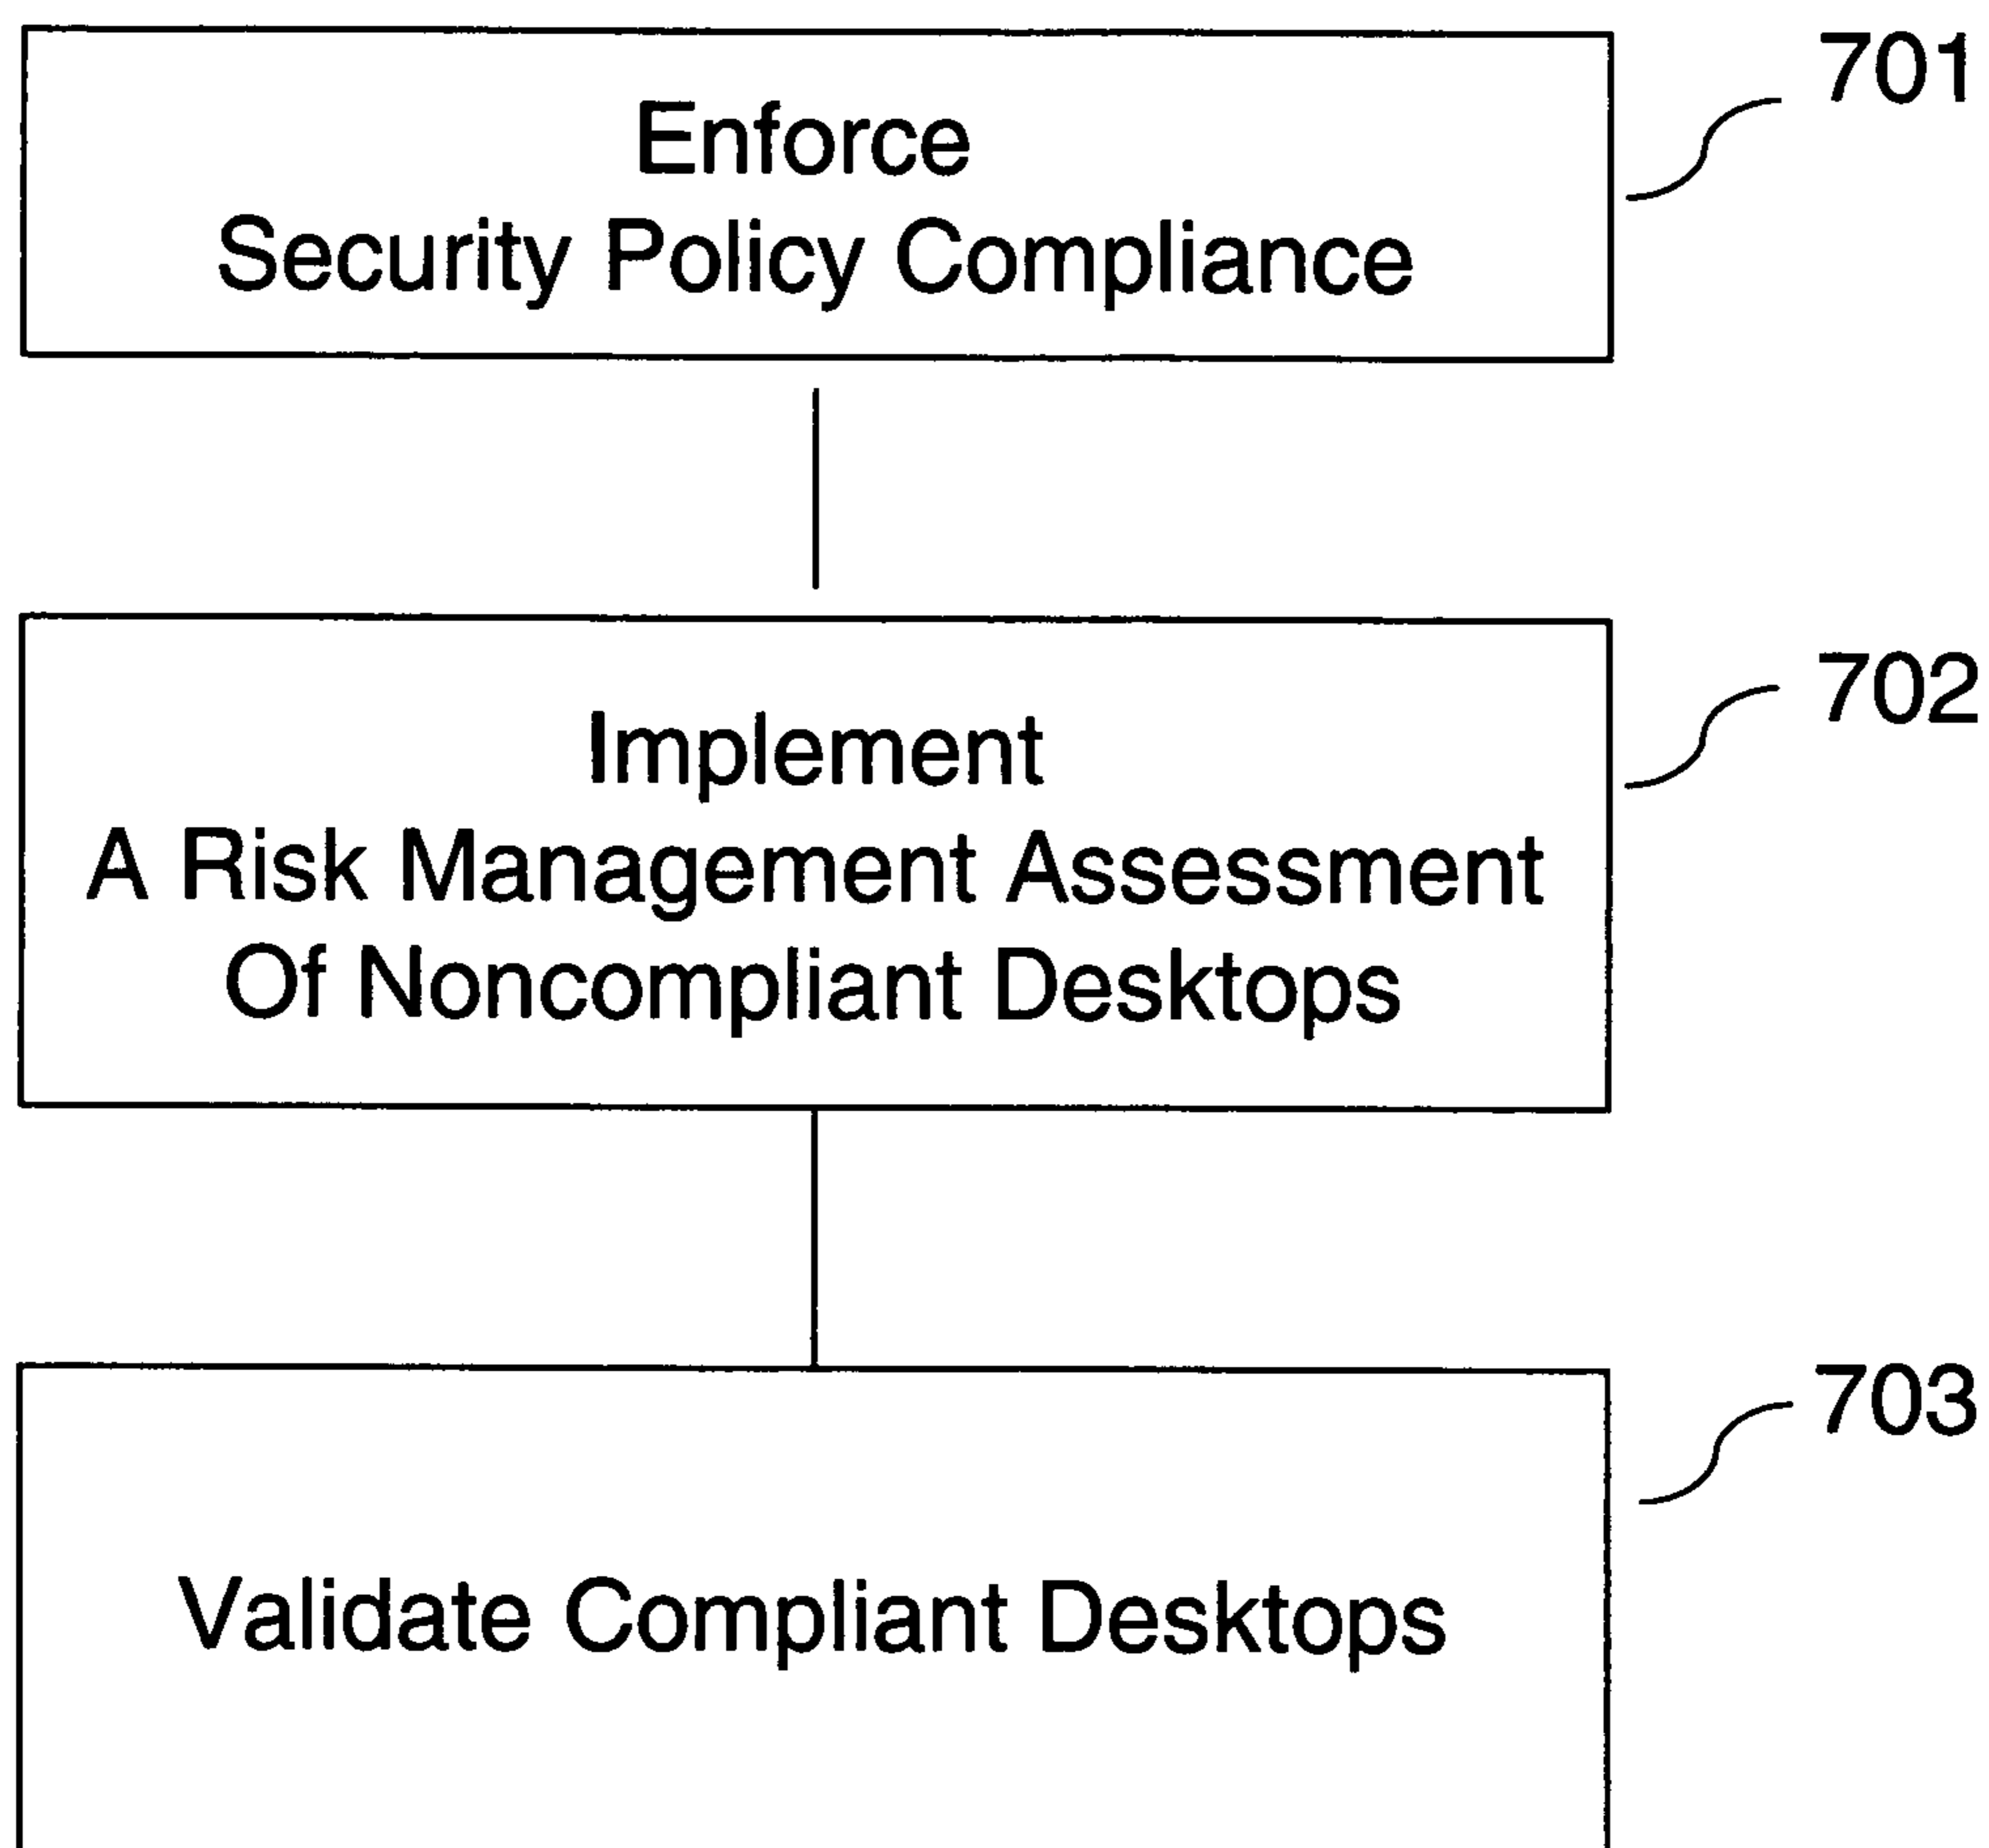 701
Enforce
Security Policy Compliance
702
Implement
A Risk Management Assessment
Of Noncompliant Desktops
703
Validate Compliant Desktops